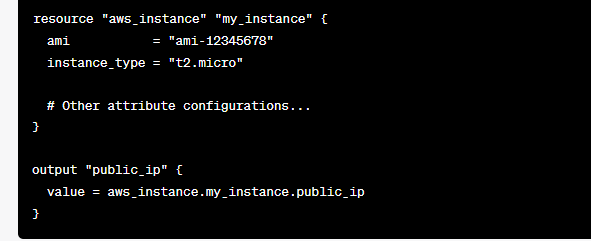 resource "aws_instance" "my_instance" {
  ami           = "ami-12345678"
  instance_type = "t2.micro"

  # Other attribute configurations...
}

output "public_ip" {
  value = aws_instance.my_instance.public_ip
}